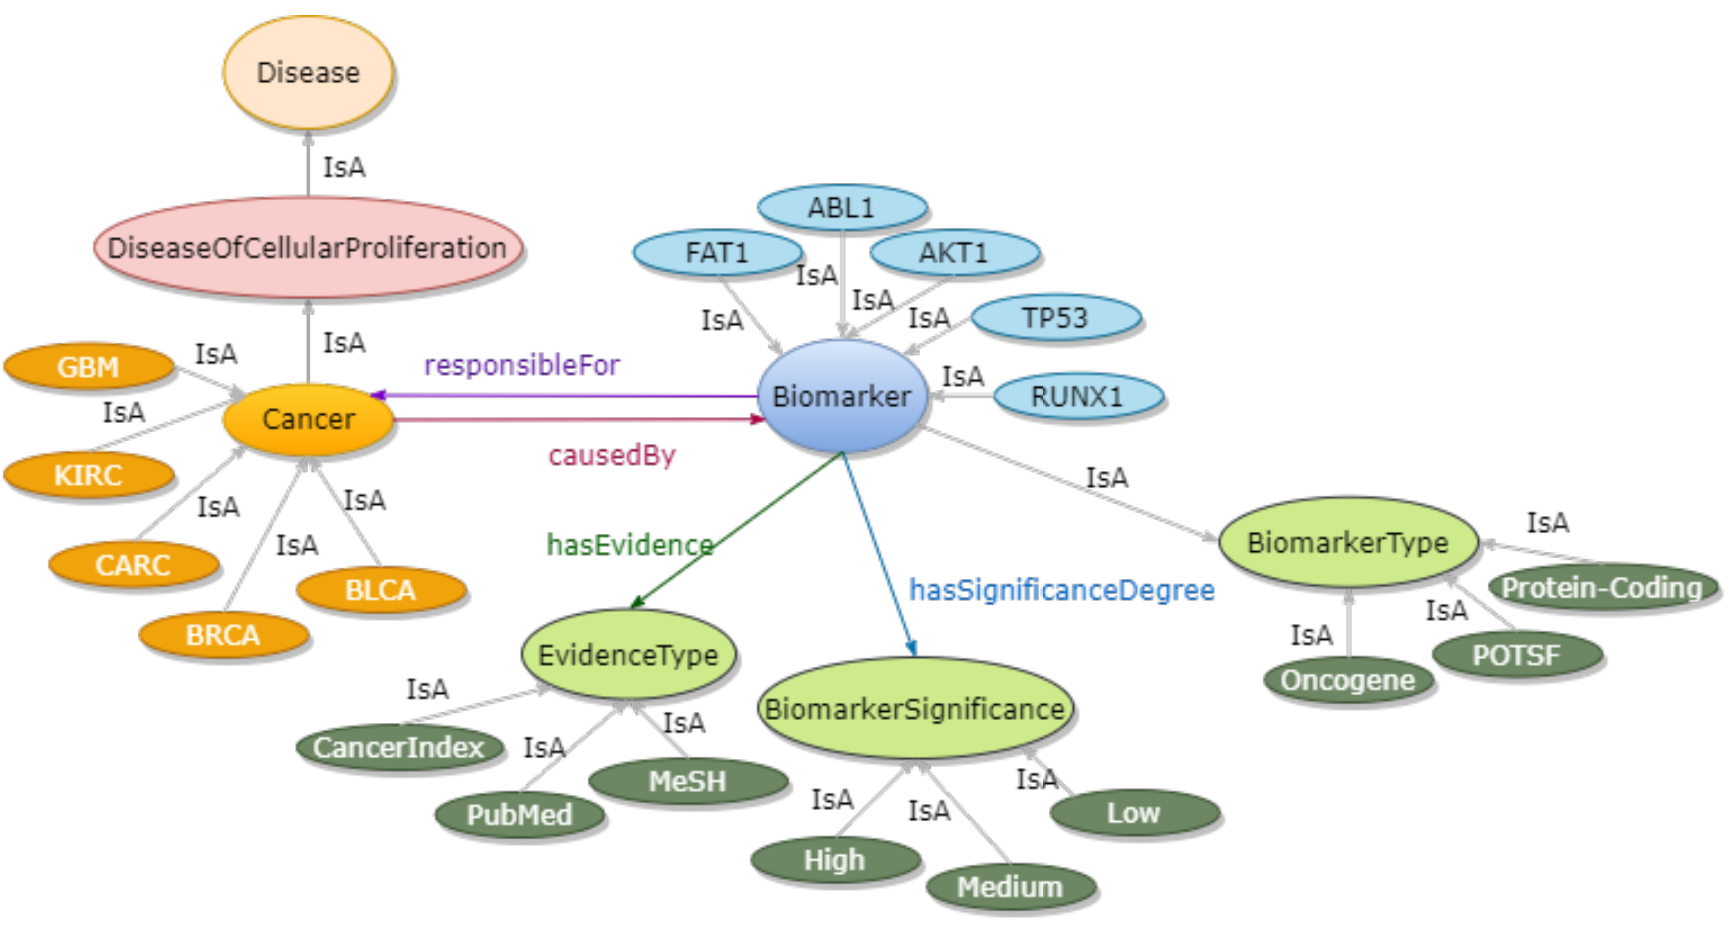 Disease
IsA
DiseaseOfCellularProliferation
IsA
GBM
IsA
KIRC
IsA
Cancer
CARC
IsA
BRCA
IsA
BLCA
IsA
responsibleFor
causedBy
FAT1
IsA
ABL1
IsA
AKT1
IsA
TP53
IsA
RUNX1
IsA
Biomarker
hasEvidence
hasSignificanceDegree
IsA
BiomarkerType
IsA
Protein-Coding
IsA
POTSF
IsA
Oncogene
EvidenceType
IsA
CancerIndex
IsA
PubMed
IsA
MeSH
BiomarkerSignificance
IsA
High
IsA
Medium
IsA
Low